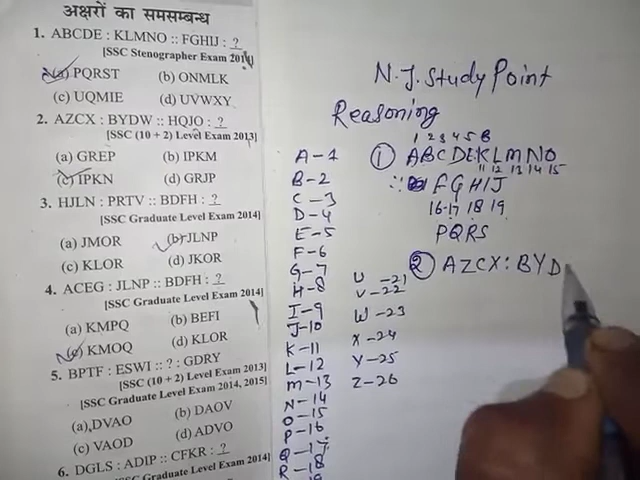 अक्षरों का समसम्बन्ध
1. ABCDE : KLMNO :: FGHIJ : ?
[SSC Stenographer Exam 2014]
(a) PQRST (b) ONMLK
(c) UQMIE (d) UVWXY
2. AZCX : BYDW :: HQJO : ?
[SSC (10 + 2) Level Exam 2013]
(a) GREP (b) IPKM
(c) IPKN (d) GRJP
3. HJLN : PRTV :: BDFH : ?
[SSC Graduate Level Exam 2014]
(a) JMOR (b) JLNP
(c) KLOR (d) JKOR
4. ACEG : JLNP :: BDFH : ?
[SSC Graduate Level Exam 2014]
(a) KMPQ (b) BEFI
(c) KMOQ (d) KLOR
5. BPTF : ESWI :: ? : GDRY
[SSC (10 + 2) Level Exam 2013]
[SSC Graduate Level Exam 2014, 2015]
(a) DVAO (b) DAOV
(c) VAOD (d) ADVO
6. DGLS : ADIP :: CFKR : ?
Graduate Level Exam 2014]
A-1
B-2
C-3
D-4
E-5
F-6
G-7
H-8
I-9
J-10
K-11
L-12
M-13
N-14
O-15
P-16
Q-17
R-18
U-21
V-22
W-23
X-24
Y-25
Z-26
N.J. Study Point
Reasoning
1 2 3 4 5
① ABCDEKLMNO
11 12 13 14 15
:: FGHIJ
16-17 18 19
PQRS
② AZCX : BYD